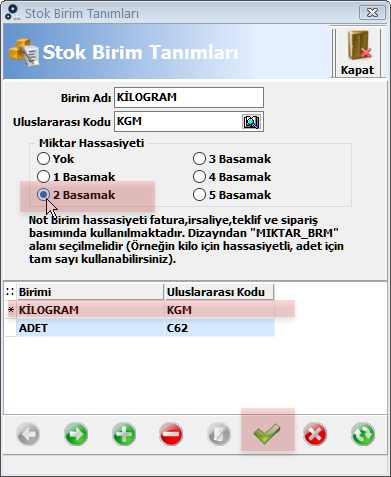 Stok Birim Tanımları
Stok Birim Tanımları
Kapat
Birim Adı KİLOGRAM
Uluslararası Kodu KGM
Miktar Hassasiyeti
Yok 3 Basamak
1 Basamak 4 Basamak
2 Basamak 5 Basamak
Not Birim hassasiyeti fatura,irsaliye,teklif ve sipariş
basımında kullanılmaktadır. Dizayndan "MIKTAR_BRM"
alanı seçilmelidir (Örneğin kilo için hassasiyetli, adet için
tam sayı kullanabilirsiniz).
Birimi Uluslararası Kodu
* KİLOGRAM KGM
ADET C62